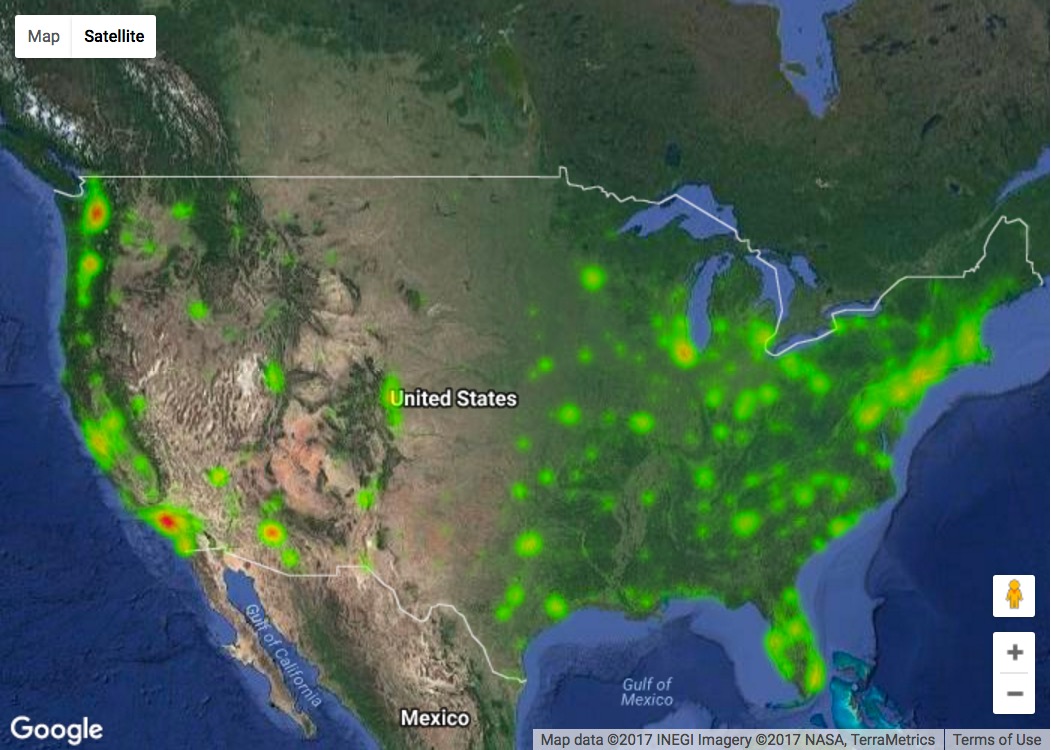 Map Satellite
United States
Gulf of California
Gulf of
Mexico
Mexico
Google
Map data ©2017 INEGI Imagery ©2017 NASA, TerraMetrics Terms of Use